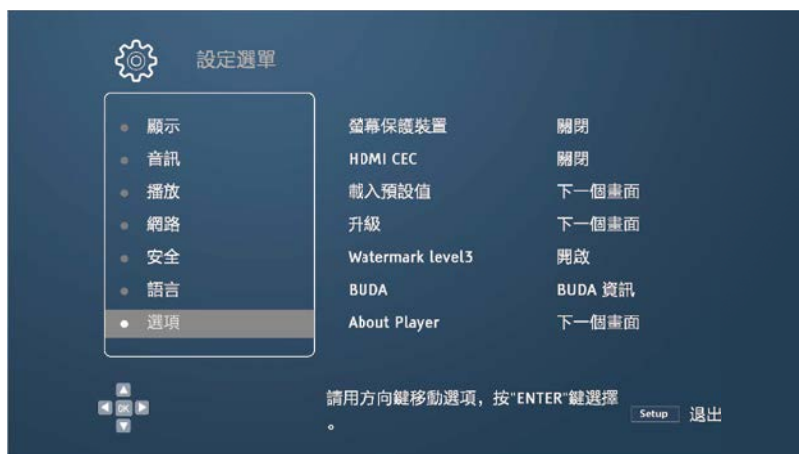 設定選單
顯示
音訊
播放
網路
安全
語言
選項
螢幕保護裝置 關閉
HDMI CEC 關閉
載入預設值 下一個畫面
升級 下一個畫面
Watermark level3 開啟
BUDA BUDA 資訊
About Player 下一個畫面
OK
請用方向鍵移動選項，按"ENTER"鍵選擇
。
Setup 退出